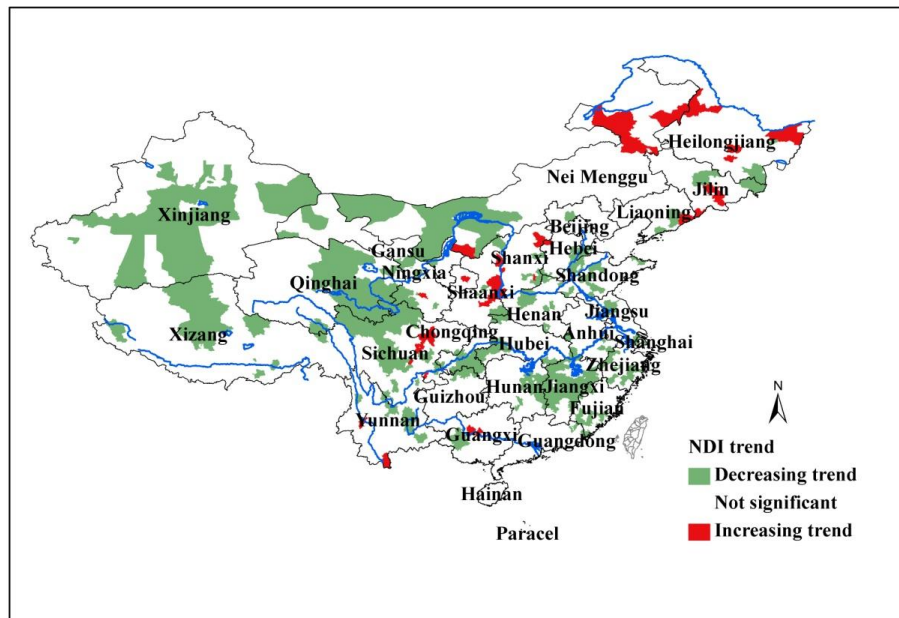 Heilongjiang
Nei Menggu
Jilin
Xinjiang
Liaoning
Beijing
Gansu
Shanxi
Hebei
Ningxia
Shandong
Qinghai
Shaanxi
Jiangsu
Henan
Xizang
Chongqing
Anhui
Hubei
Shanghai
Sichuan
Zhejiang
Hunan
Jiangxi
Guizhou
N
Fujian
Yunnan
Guangxi
Guangdong
NDI trend
Decreasing trend
Hainan
Not significant
Paracel
Increasing trend